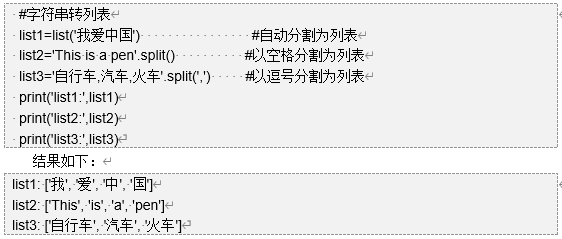 #字符串转列表
list1=list('我爱中国') #自动分割为列表
list2='This is a pen'.split() #以空格分割为列表
list3='自行车,汽车,火车'.split(',') #以逗号分割为列表
print('list1:',list1)
print('list2:',list2)
print('list3:',list3)
结果如下：
list1: ['我', '爱', '中', '国']
list2: ['This', 'is', 'a', 'pen']
list3: ['自行车', '汽车', '火车']